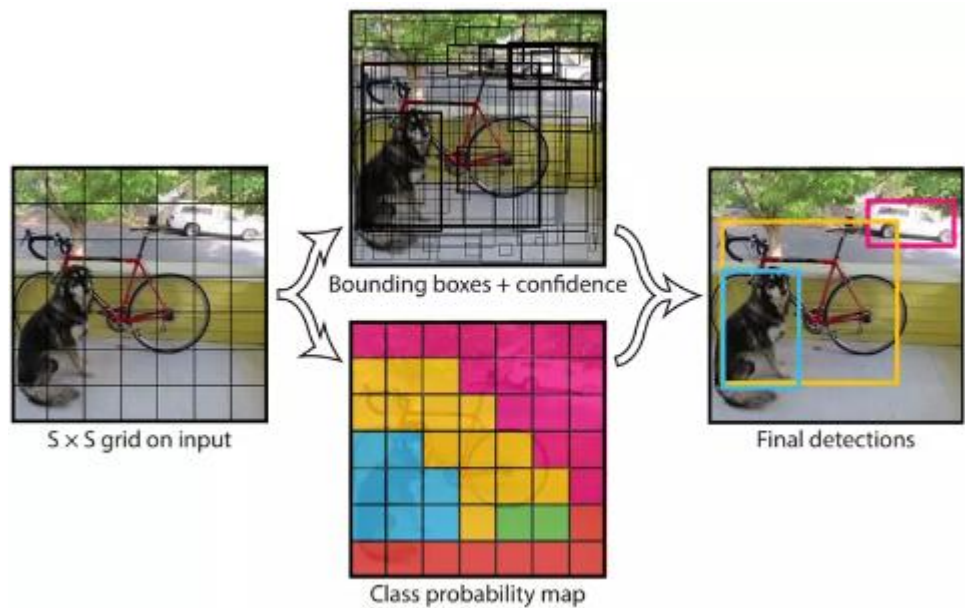 Bounding boxes + confidence
S × S grid on input
Final detections
Class probability map